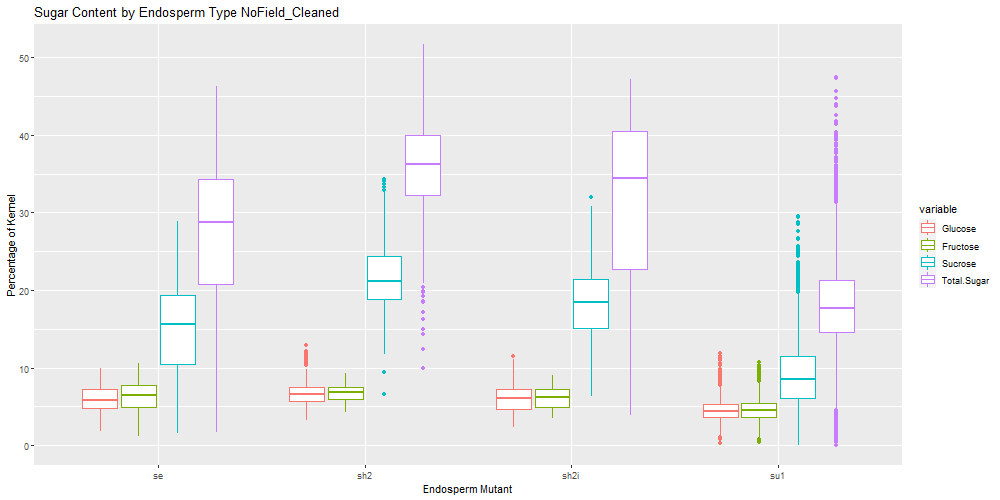 Sugar Content by Endosperm Type NoField_Cleaned
Percentage of Kernel
50
40
30
20
10
0
se
sh2
sh2i
su1
Endosperm Mutant
variable
Glucose
Fructose
Sucrose
Total.Sugar